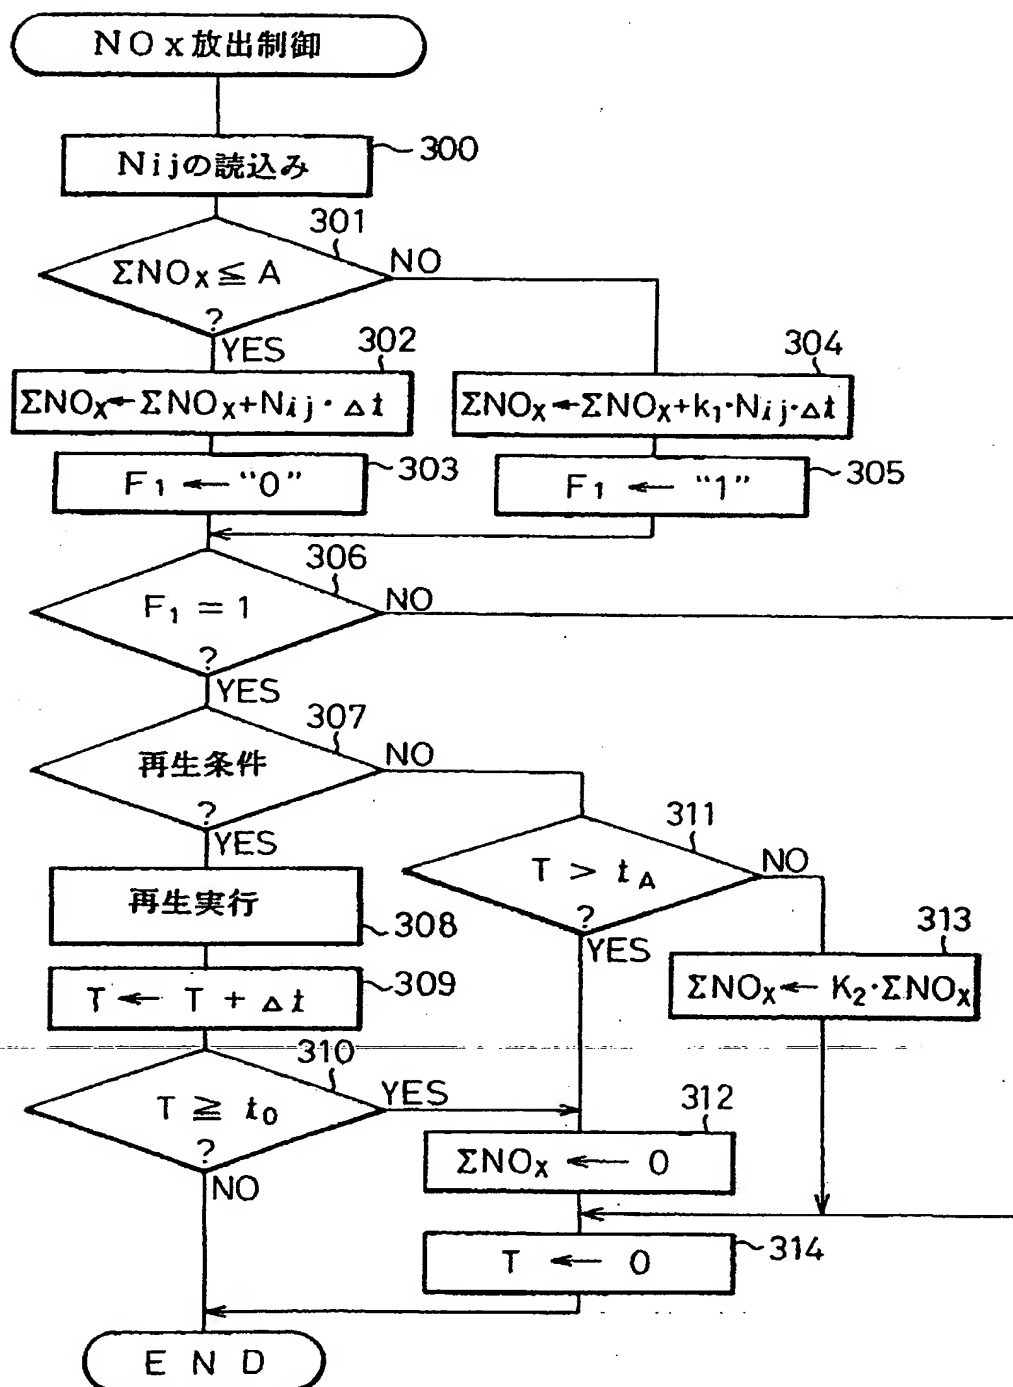 NOx放出制御
Nijの読込み
300
301
ΣNOx≦A
?
NO
YES
302
ΣNOx←ΣNOx+Nij・Δt
303
F1←“0”
304
ΣNOx←ΣNOx+k1・Nij・Δt
305
F1←“1”
306
F1=1
?
NO
YES
307
再生条件
?
NO
YES
再生実行
308
T←T+Δt
309
310
T≧t0
?
YES
NO
311
T>tA
?
NO
YES
313
ΣNOx←K2・ΣNOx
312
ΣNOx←0
T←0
314
END